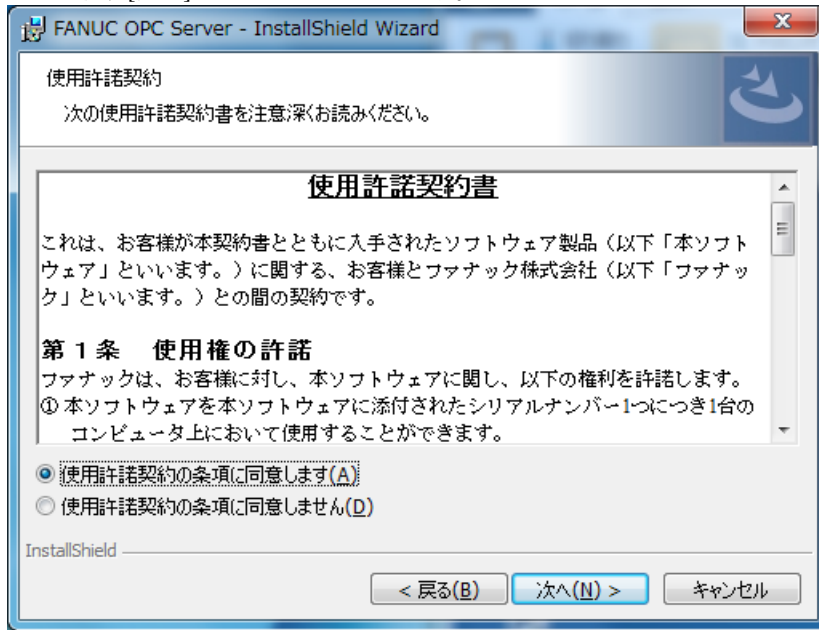 FANUC OPC Server - InstallShield Wizard
使用許諾契約
次の使用許諾契約書を注意深くお読みください。
使用許諾契約書
これは、お客様が本契約書とともに入手されたソフトウェア製品（以下「本ソフト
ウェア」といいます。）に関する、お客様とファナック株式会社（以下「ファナッ
ク」といいます。）との間の契約です。
第１条　使用権の許諾
ファナックは、お客様に対し、本ソフトウェアに関し、以下の権利を許諾します。
①本ソフトウェアを本ソフトウェアに添付されたシリアルナンバー1つにつき1台の
コンピュータ上において使用することができます。
使用許諾契約の条項に同意します(A)
使用許諾契約の条項に同意しません(D)
InstallShield
< 戻る(B) 次へ(N) > キャンセル